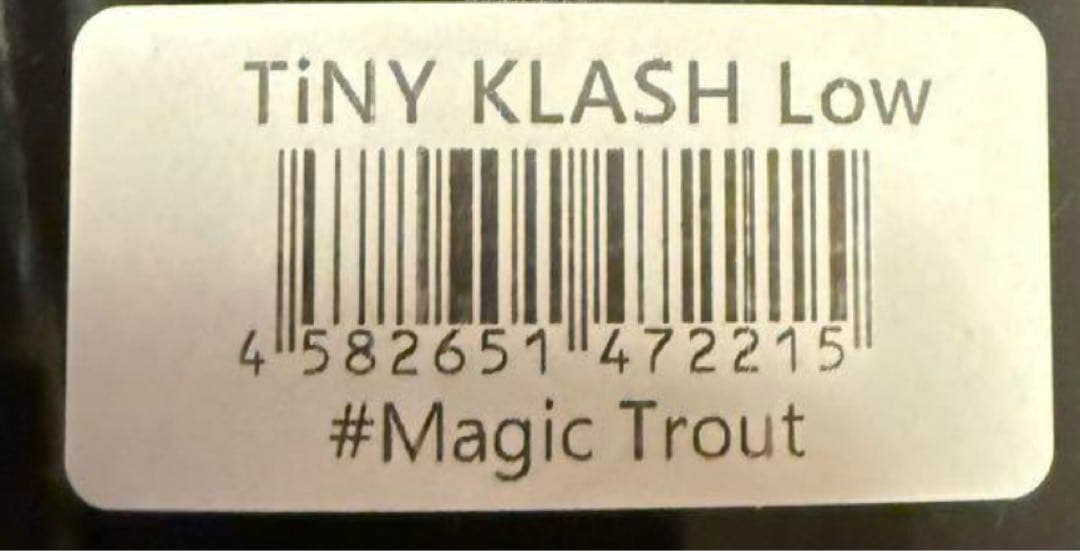 TiNY KLASH Low
4 582651 472215
#Magic Trout